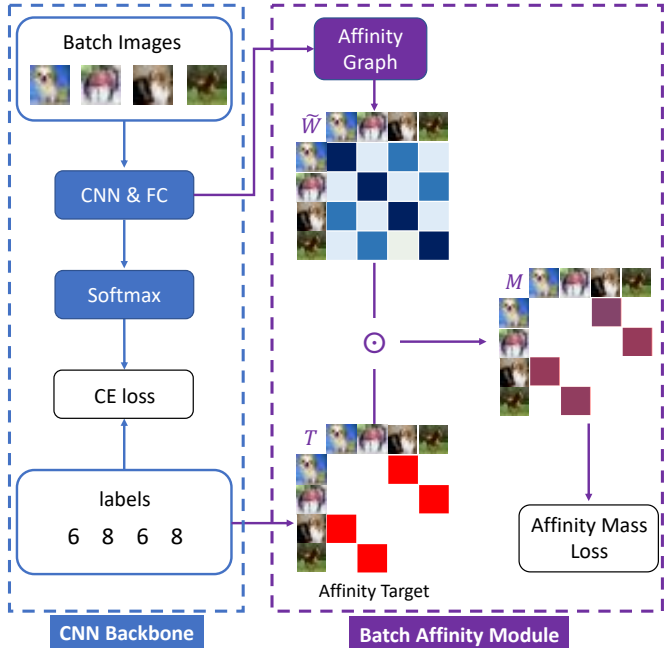 Batch Images
CNN & FC
Softmax
CE loss
labels
6 8 6 8
CNN Backbone
Affinity
Graph
W̃
⊙
T
Affinity Target
M
Affinity Mass
Loss
Batch Affinity Module